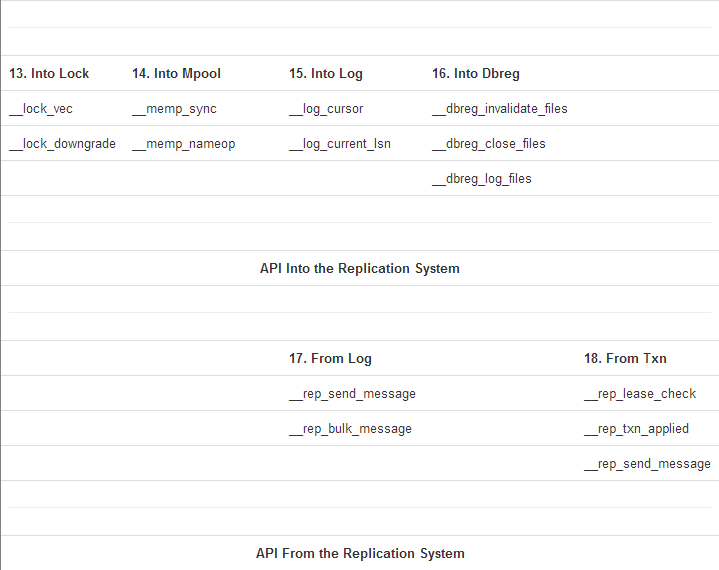 13. Into Lock 14. Into Mpool 15. Into Log 16. Into Dbreg
__lock_vec __memp_sync __log_cursor __dbreg_invalidate_files
__lock_downgrade __memp_nameop __log_current_lsn __dbreg_close_files
__dbreg_log_files
API Into the Replication System
17. From Log 18. From Txn
__rep_send_message __rep_lease_check
__rep_bulk_message __rep_txn_applied
__rep_send_message
API From the Replication System